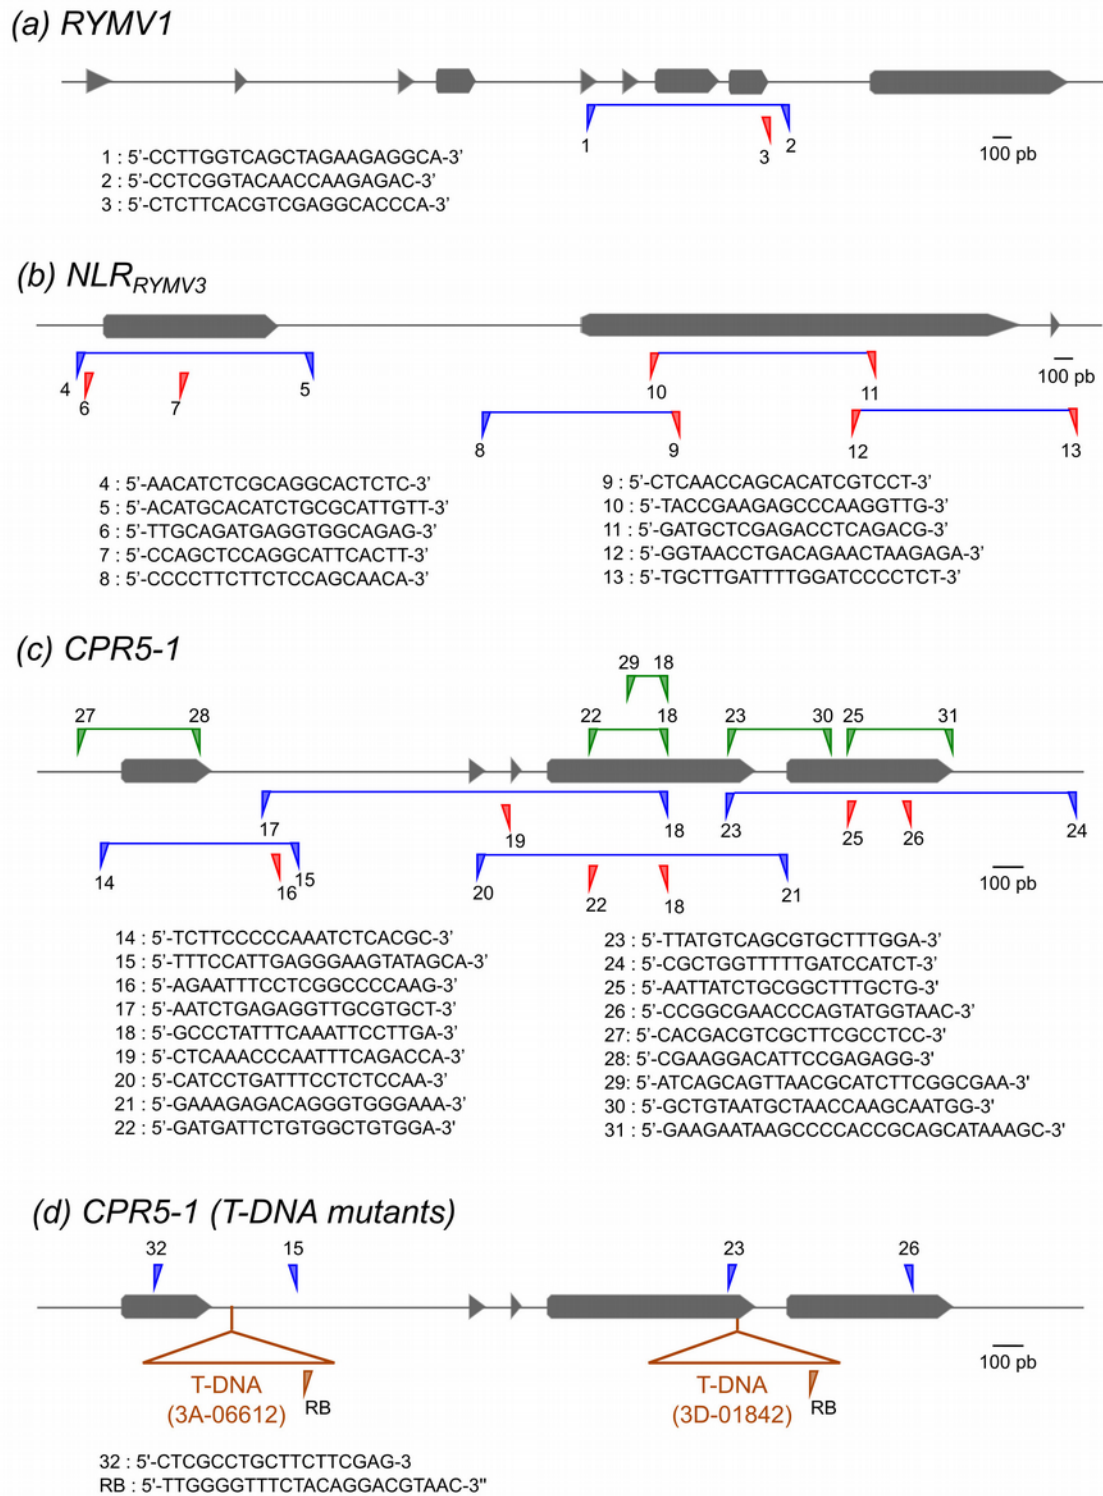 (a) RYMV1
1 3 2 100 pb
1 : 5'-CCTTGGTCAGCTAGAAGAGGCA-3'
2 : 5'-CCTCGGTACAACCAAGAGAC-3'
3 : 5'-CTCTTCACGTCGAGGCACCCA-3'
(b) NLRRYMV3
100 pb
4 6 7 5 10 11
8 9 12 13
4 : 5'-AACATCTCGCAGGCACTCTC-3'
5 : 5'-ACATGCACATCTGCGCATTGTT-3'
6 : 5'-TTGCAGATGAGGTGGCAGAG-3'
7 : 5'-CCAGCTCCAGGCATTCACTT-3'
8 : 5'-CCCCTTCTTCTCCAGCAACA-3'
9 : 5'-CTCAACCAGCACATCGTCCT-3'
10 : 5'-TACCGAAGAGCCCAAGGTTG-3'
11 : 5'-GATGCTCGAGACCTCAGACG-3'
12 : 5'-GGTAACCTGACAGAACTAAGAGA-3'
13 : 5'-TGCTTGATTTTGGATCCCCTCT-3'
(c) CPR5-1
29 18
27 28 22 18 23 30 25 31
17 19 18 23 25 26 24
14 16 15 20 22 18 21 100 pb
14 : 5'-TCTTCCCCCAAATCTCACGC-3'
15 : 5'-TTTCCATTGAGGGAAGTATAGCA-3'
16 : 5'-AGAATTTCCTCGGCCCCAAG-3'
17 : 5'-AATCTGAGAGGTTGCGTGCT-3'
18 : 5'-GCCCTATTTCAAATTCCTTGA-3'
19 : 5'-CTCAAACCCAATTTCAGACCA-3'
20 : 5'-CATCCTGATTTCCTCTCCAA-3'
21 : 5'-GAAAGAGACAGGGTGGGAAA-3'
22 : 5'-GATGATTCTGTGGCTGTGGA-3'
23 : 5'-TTATGTCAGCGTGCTTTGGA-3'
24 : 5'-CGCTGGTTTTTGATCCATCT-3'
25 : 5'-AATTATCTGCGGCTTTGCTG-3'
26 : 5'-CCGGCGAACCCAGTATGGTAAC-3'
27: 5'-CACGACGTCGCTTCGCCTCC-3'
28: 5'-CGAAGGACATTCCGAGAGG-3'
29: 5'-ATCAGCAGTTAACGCATCTTCGGCGAA-3'
30 : 5'-GCTGTAATGCTAACCAAGCAATGG-3'
31 : 5'-GAAGAATAAGCCCCACCGCAGCATAAAGC-3'
(d) CPR5-1 (T-DNA mutants)
32 15 23 26
100 pb
T-DNA
(3A-06612)
RB
T-DNA
(3D-01842)
RB
32 : 5'-CTCGCCTGCTTCTTCGAG-3
RB : 5'-TTGGGGTTTCTACAGGACGTAAC-3"